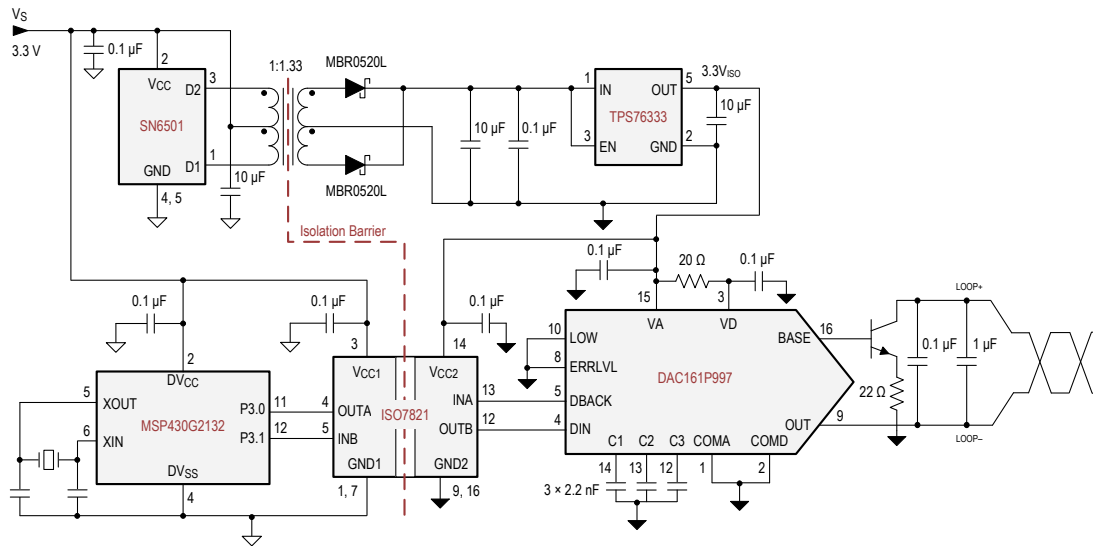 VS
3.3 V
0.1 µF
2
VCC
D2
3
SN6501
D1
1
GND
4, 5
10 µF
1:1.33
MBR0520L
MBR0520L
10 µF
0.1 µF
1
IN
OUT
5
TPS76333
3
EN
GND
2
3.3VISO
10 µF
Isolation Barrier
0.1 µF
20 Ω
0.1 µF
15
3
VA
VD
0.1 µF
2
DVCC
5
XOUT
P3.0
11
MSP430G2132
6
XIN
P3.1
12
DVSS
4
0.1 µF
3
VCC1
4
OUTA
ISO7821
5
INB
GND1
1, 7
14
0.1 µF
VCC2
INA
13
OUTB
12
GND2
9, 16
10
LOW
8
ERRLVL
DAC161P997
5
DBACK
4
DIN
C1
C2
C3
COMA
COMD
14
13
12
1
2
3 × 2.2 nF
BASE
16
OUT
9
22 Ω
0.1 µF
1 µF
LOOP+
LOOP–